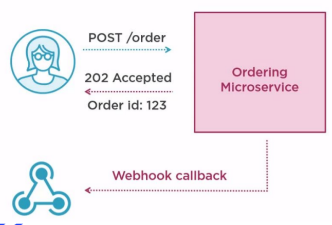 POST /order
202 Accepted
Order id: 123
Ordering
Microservice
Webhook callback